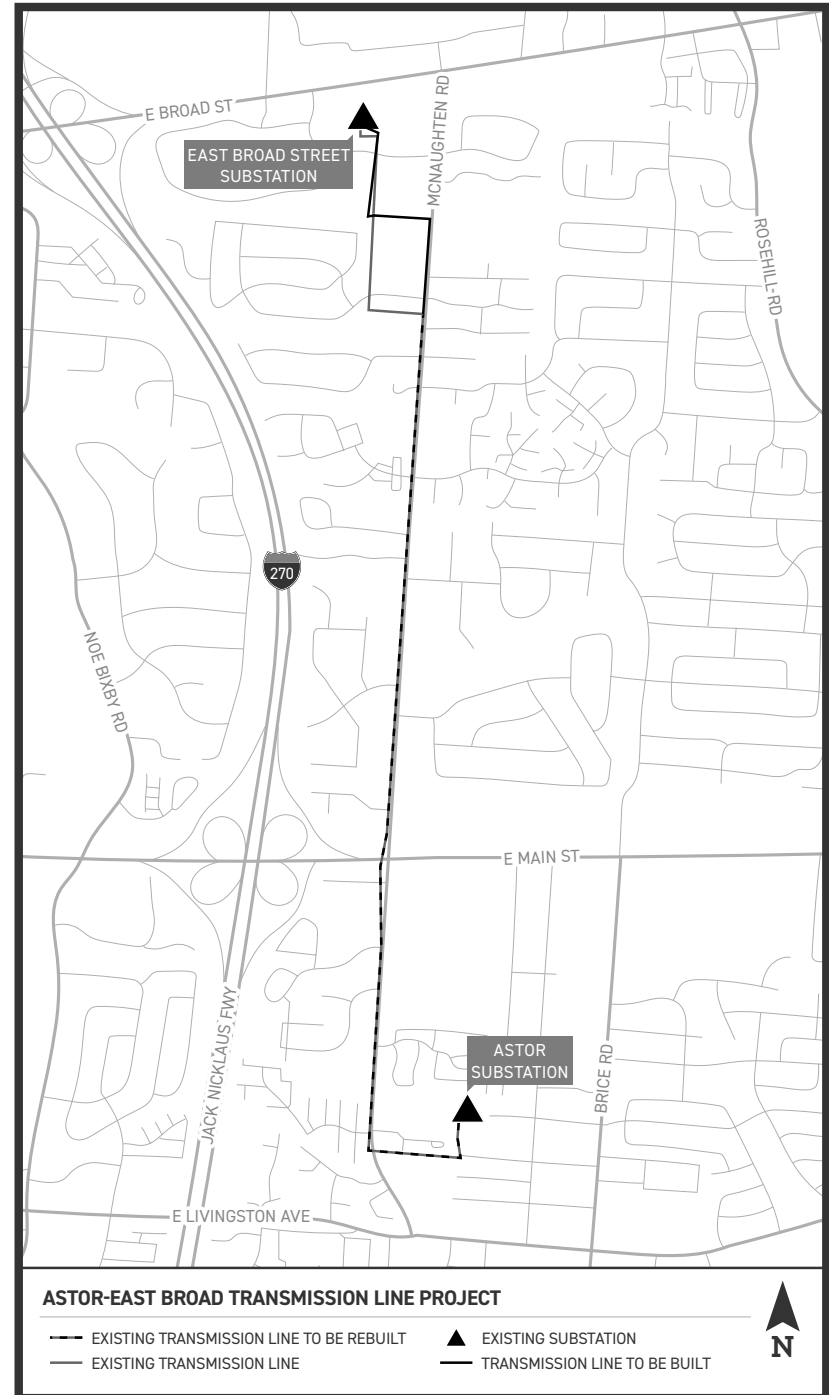 E BROAD ST
MCNAUGHTEN RD
EAST BROAD STREET
SUBSTATION
ROSEHILL RD
270
NOE BIXBY RD
E MAIN ST
JACK NICKLAUS FWY
ASTOR
SUBSTATION
BRICE RD
E LIVINGSTON AVE
ASTOR-EAST BROAD TRANSMISSION LINE PROJECT
EXISTING TRANSMISSION LINE TO BE REBUILT
EXISTING SUBSTATION
EXISTING TRANSMISSION LINE
TRANSMISSION LINE TO BE BUILT
N